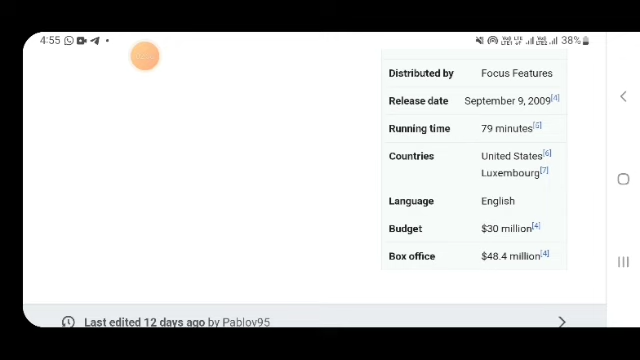 4:55 38%
Distributed by Focus Features
Release date September 9, 2009[4]
Running time 79 minutes[5]
Countries United States[6]
Luxembourg[7]
Language English
Budget $30 million[4]
Box office $48.4 million[4]
Last edited 12 days ago by Pablov95